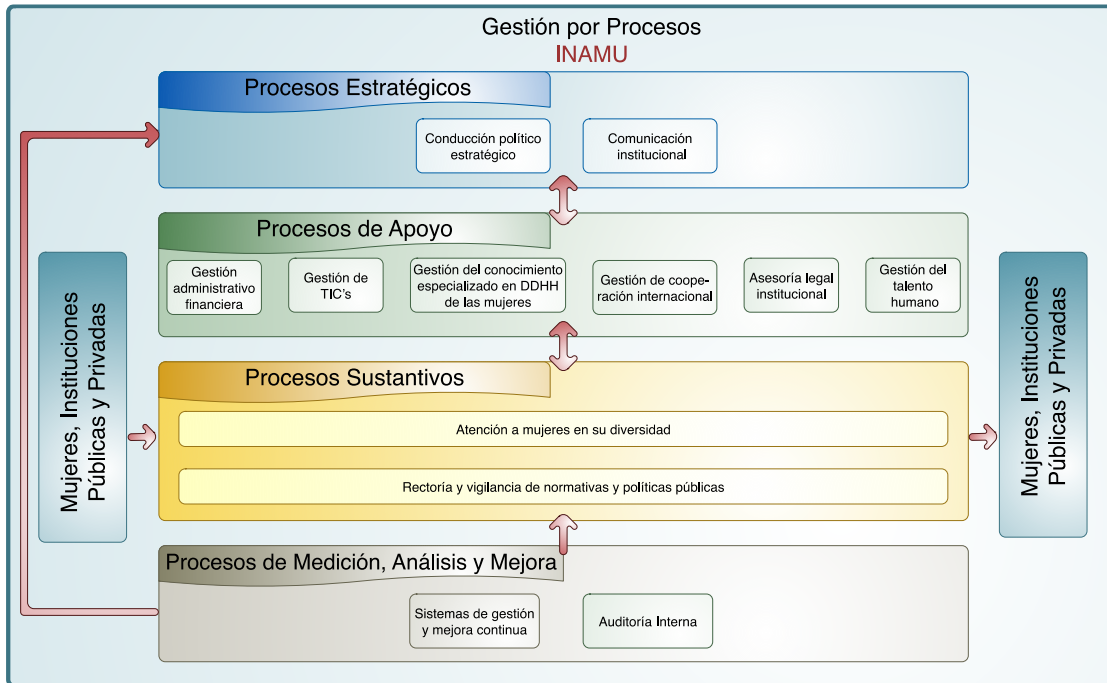 Gestión por Procesos
INAMU
Procesos Estratégicos
Conducción político
estratégico
Comunicación
institucional
Procesos de Apoyo
Gestión
administrativo
financiera
Gestión de
TIC's
Gestión del conocimiento
especializado en DDHH
de las mujeres
Gestión de coope-
ración internacional
Asesoría legal
institucional
Gestión del
talento
humano
Mujeres, Instituciones
Públicas y Privadas
Procesos Sustantivos
Atención a mujeres en su diversidad
Rectoría y vigilancia de normativas y políticas públicas
Mujeres, Instituciones
Públicas y Privadas
Procesos de Medición, Análisis y Mejora
Sistemas de gestión
y mejora continua
Auditoría Interna